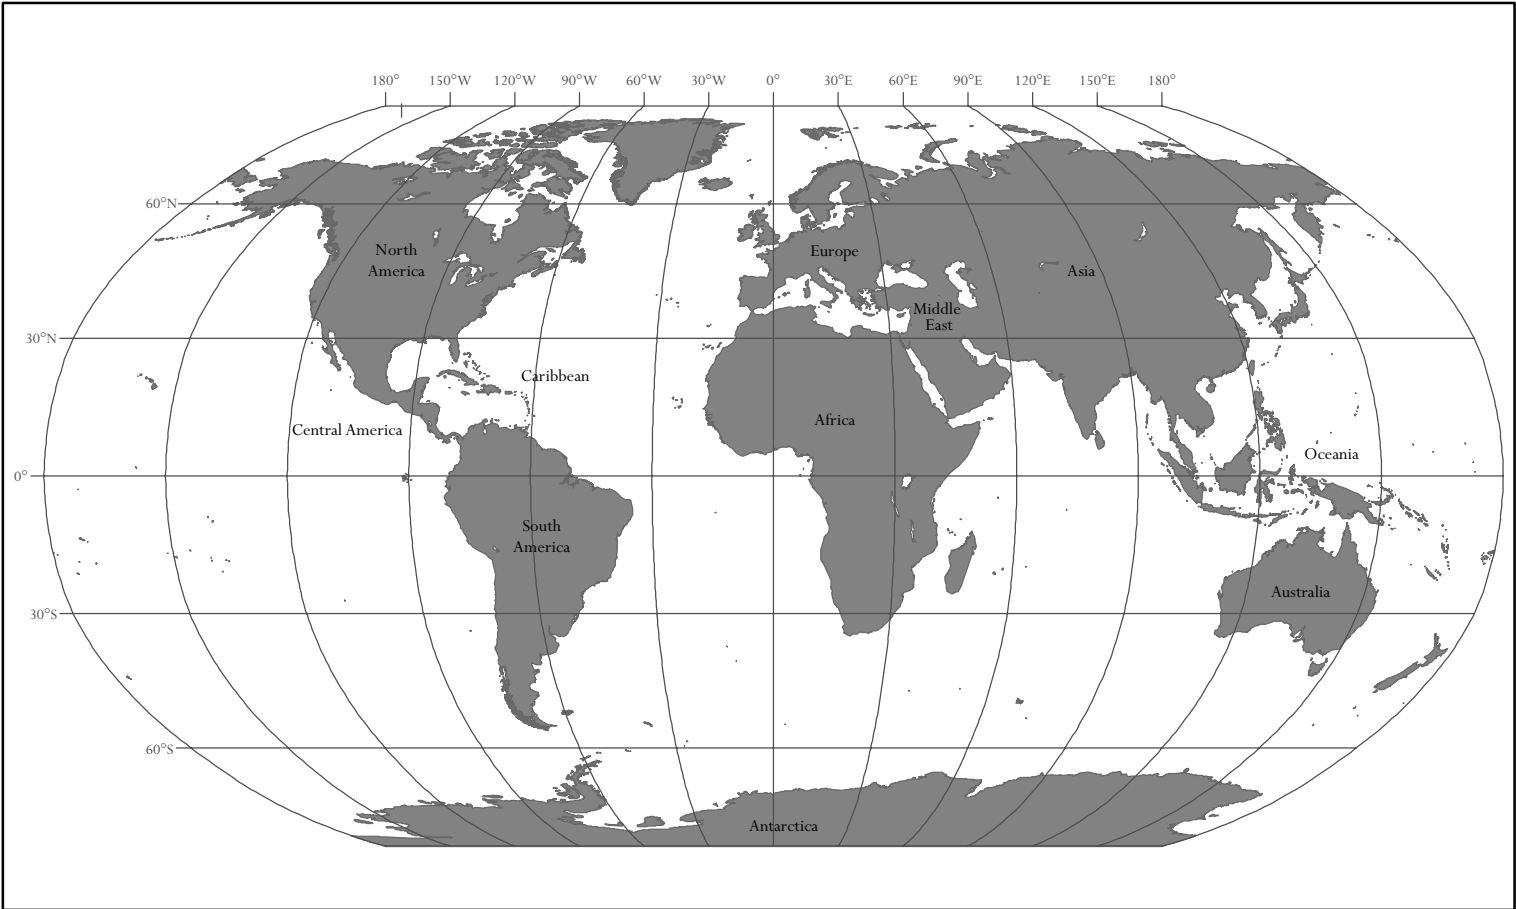 180° 150°W 120°W 90°W 60°W 30°W 0° 30°E 60°E 90°E 120°E 150°E 180°
60°N
North
America
Europe
Asia
Middle
East
30°N
Caribbean
Africa
Central America
Oceania
0°
South
America
Australia
30°S
60°S
Antarctica